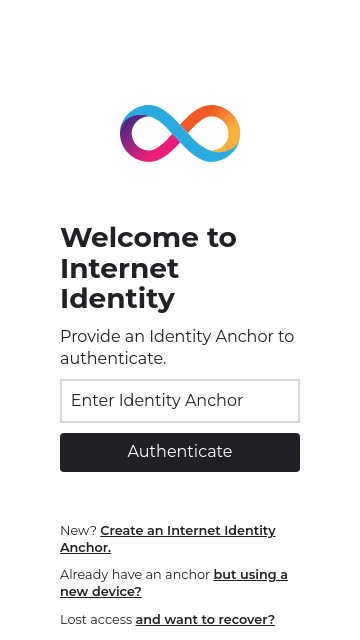 Welcome to
Internet
Identity
Provide an Identity Anchor to
authenticate.
Enter Identity Anchor
Authenticate
New? Create an Internet Identity
Anchor.
Already have an anchor but using a
new device?
Lost access and want to recover?